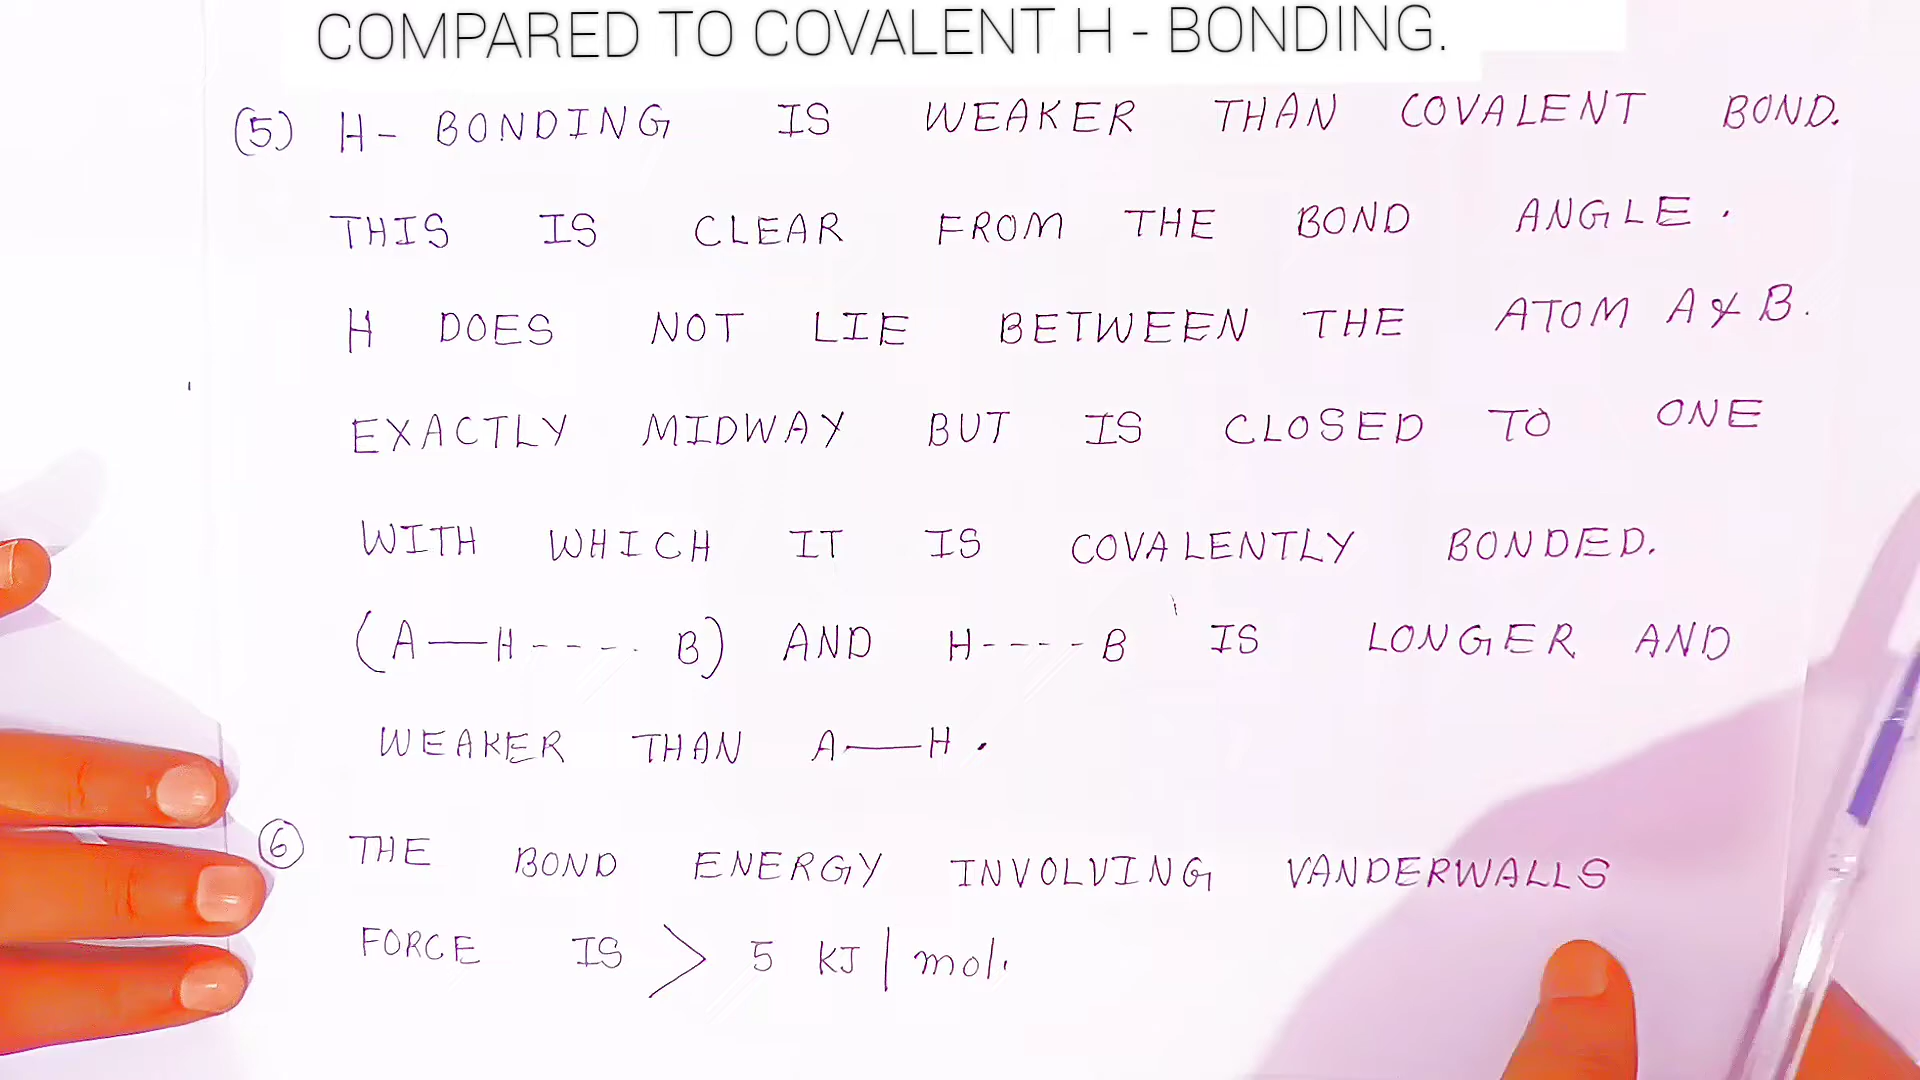 COMPARED TO COVALENT H - BONDING.
(5) H- BONDING IS WEAKER THAN COVALENT BOND.
THIS IS CLEAR FROM THE BOND ANGLE.
H DOES NOT LIE BETWEEN THE ATOM A & B.
EXACTLY MIDWAY BUT IS CLOSED TO ONE
WITH WHICH IT IS COVALENTLY BONDED.
(A—H---- B) AND H----B IS LONGER AND
WEAKER THAN A—H.
6 THE BOND ENERGY INVOLVING VANDERWALLS
FORCE IS > 5 KJ | mol.